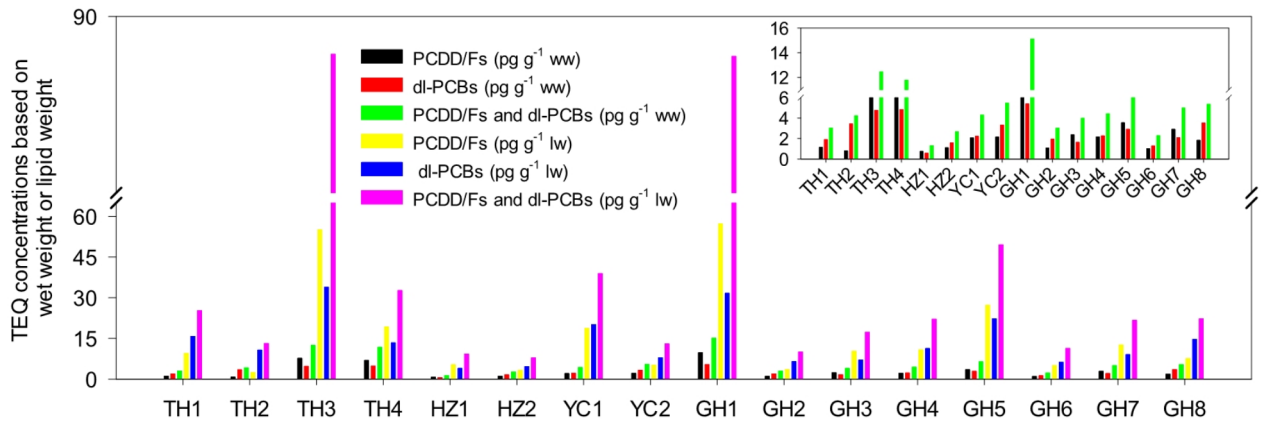 TEQ concentrations based on
wet weight or lipid weight
90
60
45
30
15
0
PCDD/Fs (pg g⁻¹ ww)
dl-PCBs (pg g⁻¹ ww)
PCDD/Fs and dl-PCBs (pg g⁻¹ ww)
PCDD/Fs (pg g⁻¹ lw)
dl-PCBs (pg g⁻¹ lw)
PCDD/Fs and dl-PCBs (pg g⁻¹ lw)
16
14
12
6
4
2
0
TH1 TH2 TH3 TH4 HZ1 HZ2 YC1 YC2 GH1 GH2 GH3 GH4 GH5 GH6 GH7 GH8
TH1 TH2 TH3 TH4 HZ1 HZ2 YC1 YC2 GH1 GH2 GH3 GH4 GH5 GH6 GH7 GH8